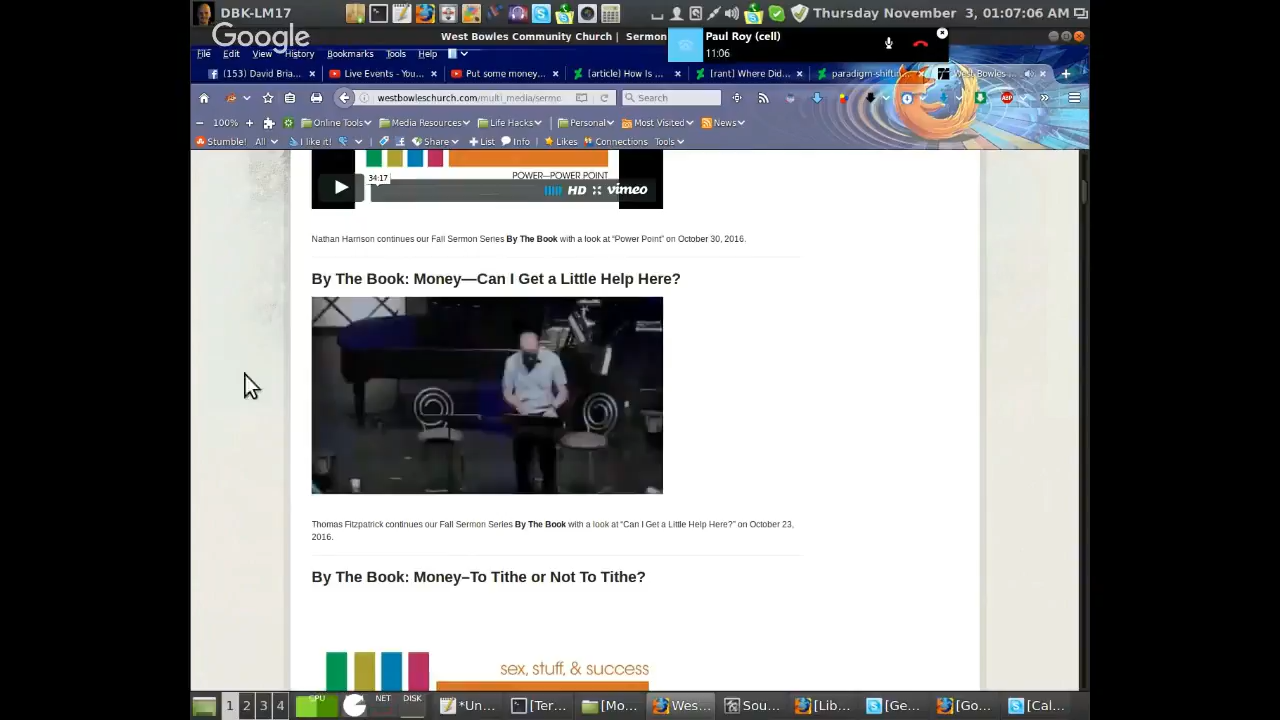 DBK-LM17
Thursday November 3, 01:07:06 AM
Google
West Bowles Community Church | Sermon
Paul Roy (cell)
11:06
File Edit View History Bookmarks Tools Help
(153) David Bria...
Live Events - You...
Put some money...
[article] How Is ...
[rant] Where Did...
paradigm-shiftin...
West Bowles ...
westbowleschurch.com/multi_media/sermo
Search
100%
Online Tools
Media Resources
Life Hacks
Personal
Most Visited
News
Stumble! All I like it! Share List Info Likes Connections Tools
34:17
POWER—POWER POINT
HD vimeo
Nathan Harrison continues our Fall Sermon Series By The Book with a look at “Power Point” on October 30, 2016.
By The Book: Money—Can I Get a Little Help Here?
Thomas Fitzpatrick continues our Fall Sermon Series By The Book with a look at “Can I Get a Little Help Here?” on October 23,
2016.
By The Book: Money–To Tithe or Not To Tithe?
sex, stuff, & success
1 2 3 4 CPU NET DISK *Un... [Ter... [Mo... Wes... Sou... [Lib... [Ge... [Go... [Cal...